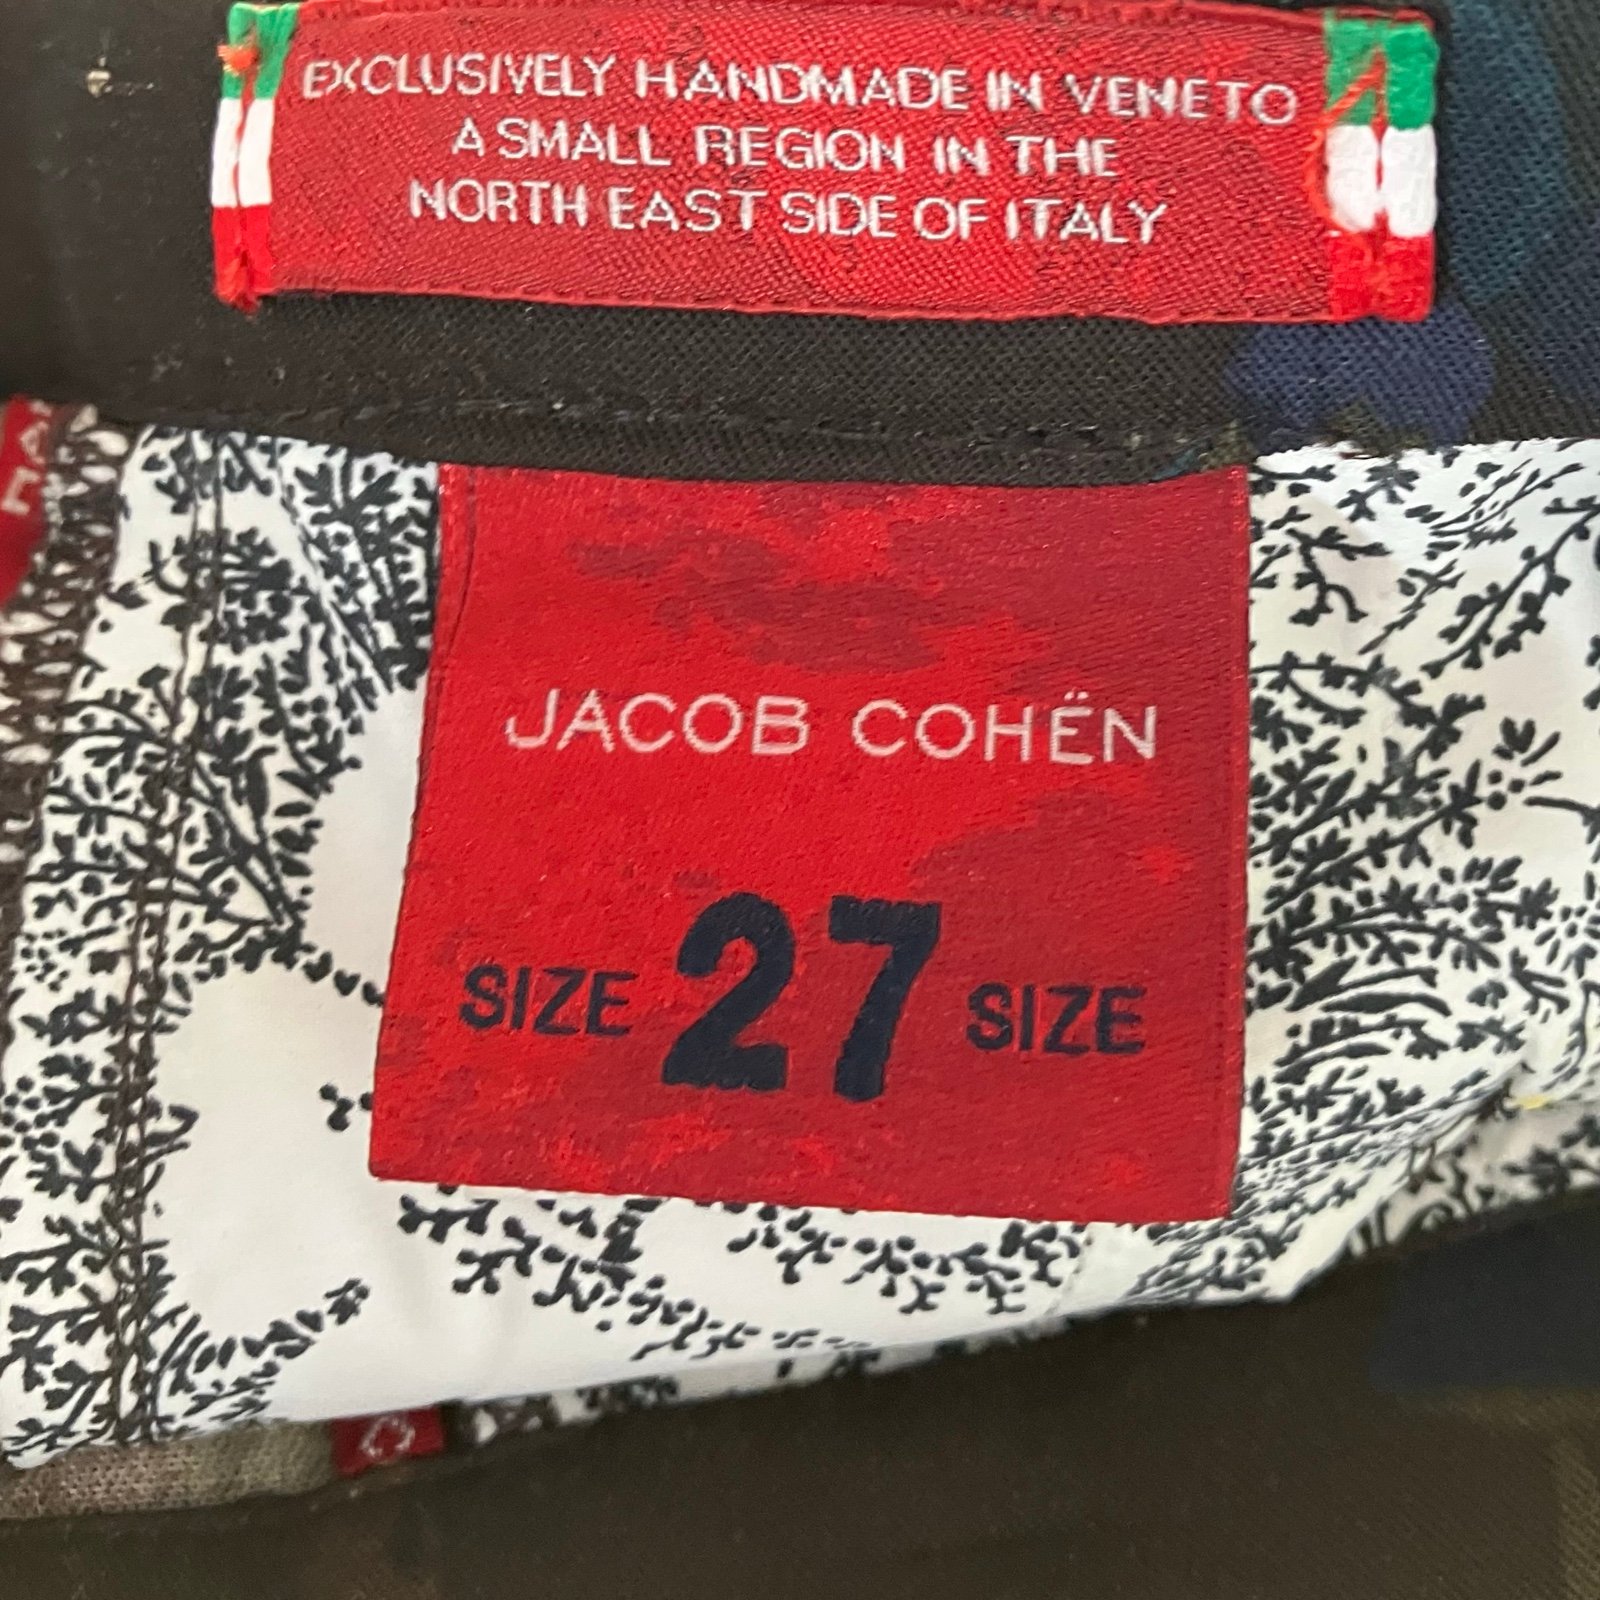 EXCLUSIVELY HANDMADE IN VENETO
A SMALL REGION IN THE
NORTH EAST SIDE OF ITALY
JACOB COHËN
SIZE 27 SIZE